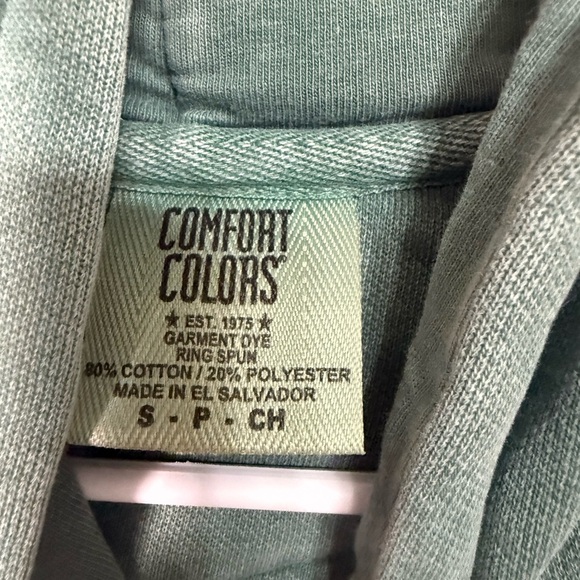 COMFORT
COLORS®
★ EST. 1975 ★
GARMENT DYE
RING SPUN
80% COTTON / 20% POLYESTER
MADE IN EL SALVADOR
S - P - CH